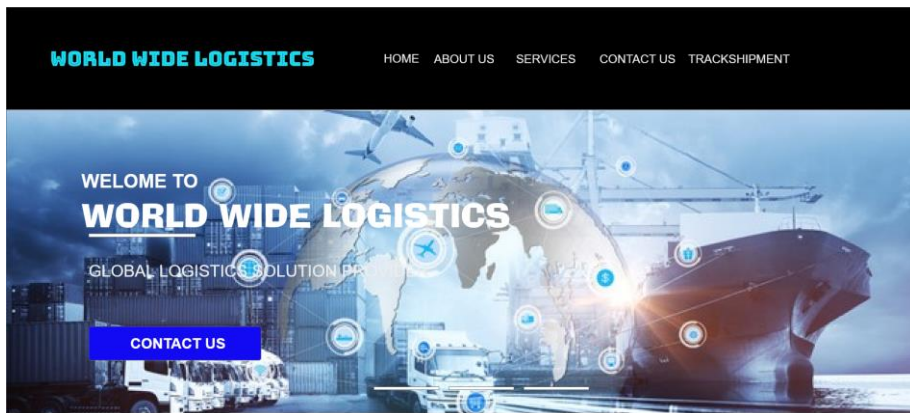 WORLD WIDE LOGISTICS
HOME ABOUT US SERVICES CONTACT US TRACKSHIPMENT
WELOME TO
WORLD WIDE LOGISTICS
GLOBAL LOGISTICS SOLUTION
CONTACT US